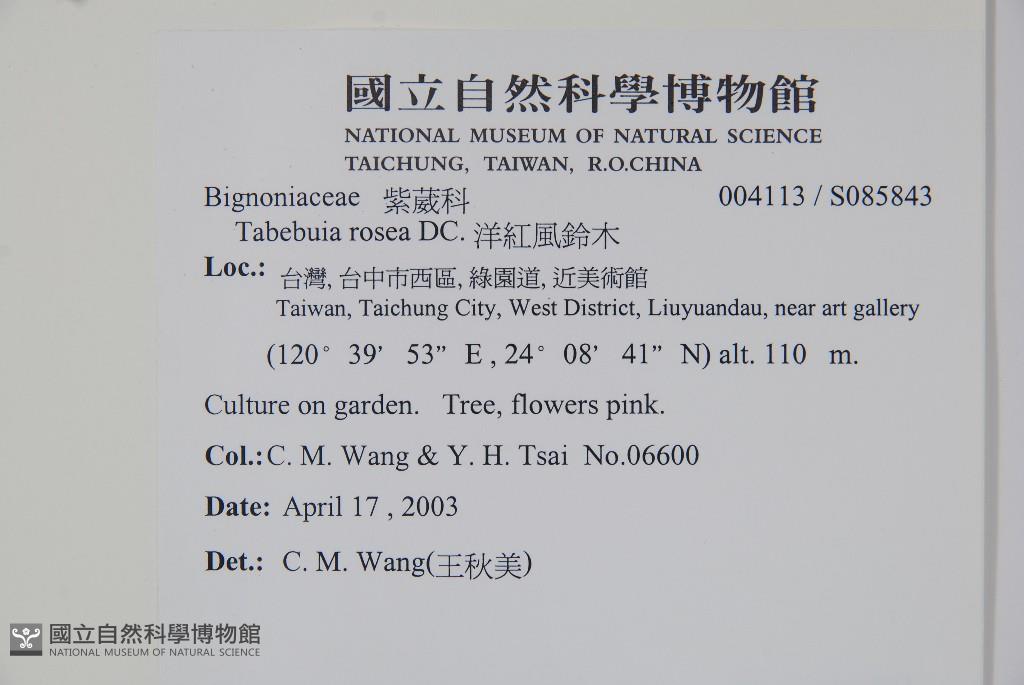 國立自然科學博物館
NATIONAL MUSEUM OF NATURAL SCIENCE
TAICHUNG, TAIWAN, R.O.CHINA
Bignoniaceae 紫葳科 004113 / S085843
Tabebuia rosea DC. 洋紅風鈴木
Loc.: 台灣, 台中市西區, 綠園道, 近美術館
Taiwan, Taichung City, West District, Liuyuandau, near art gallery
(120° 39’ 53” E , 24° 08’ 41” N) alt. 110 m.
Culture on garden. Tree, flowers pink.
Col.: C. M. Wang & Y. H. Tsai No.06600
Date: April 17 , 2003
Det.: C. M. Wang(王秋美)
國立自然科學博物館
NATIONAL MUSEUM OF NATURAL SCIENCE